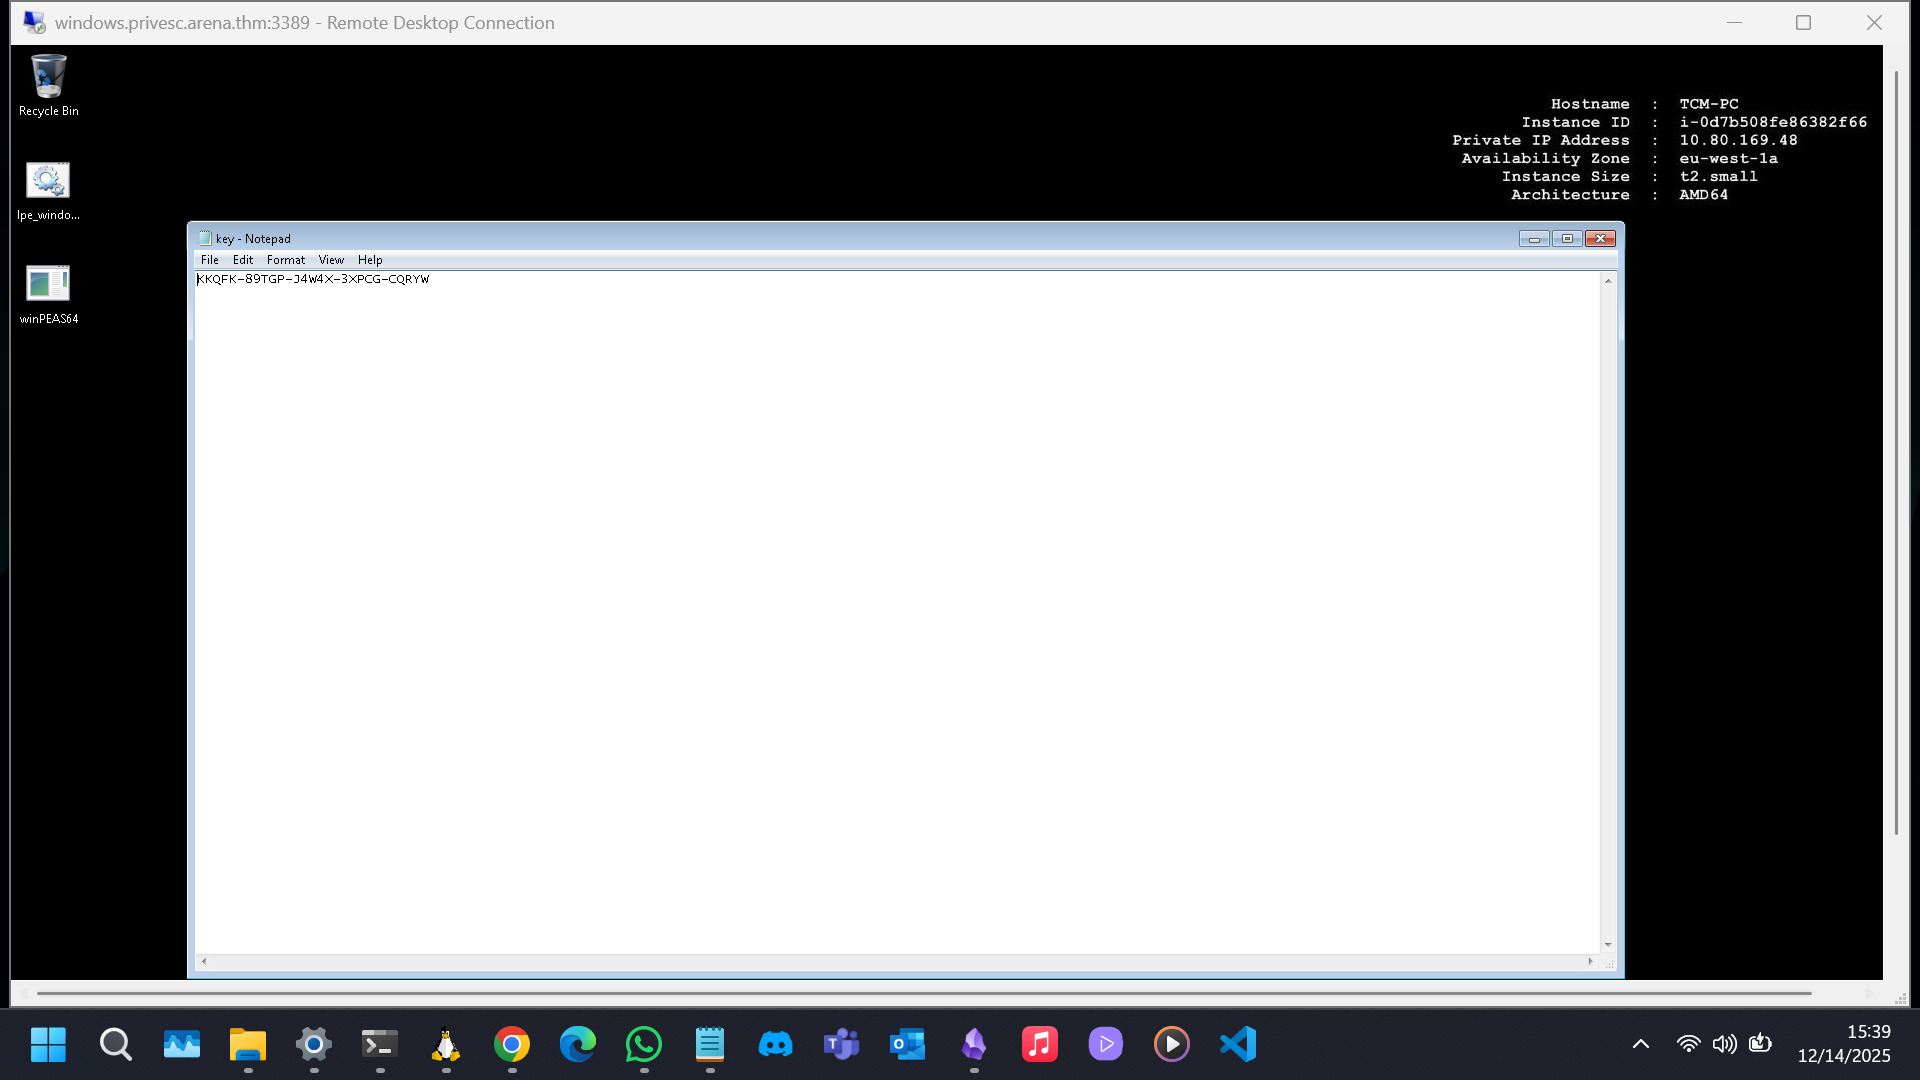 windows.privesc.arena.thm:3389 - Remote Desktop Connection
Recycle Bin
lpe_windo...
winPEAS64
Hostname : TCM-PC
Instance ID : i-0d7b508fe86382f66
Private IP Address : 10.80.169.48
Availability Zone : eu-west-1a
Instance Size : t2.small
Architecture : AMD64
key - Notepad
File Edit Format View Help
KKQFK-89TGP-J4W4X-3XPCG-CQRYW
15:39
12/14/2025